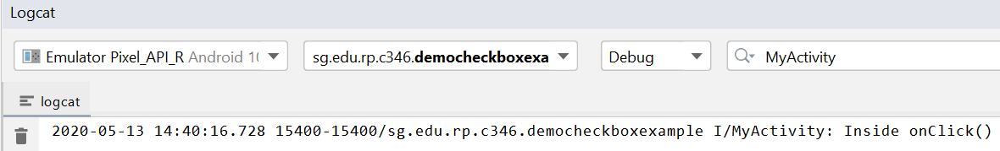 Logcat
Emulator Pixel_API_R Android 10 sg.edu.rp.c346.democheckboxexa Debug MyActivity
logcat
2020-05-13 14:40:16.728 15400-15400/sg.edu.rp.c346.democheckboxexample I/MyActivity: Inside onClick()